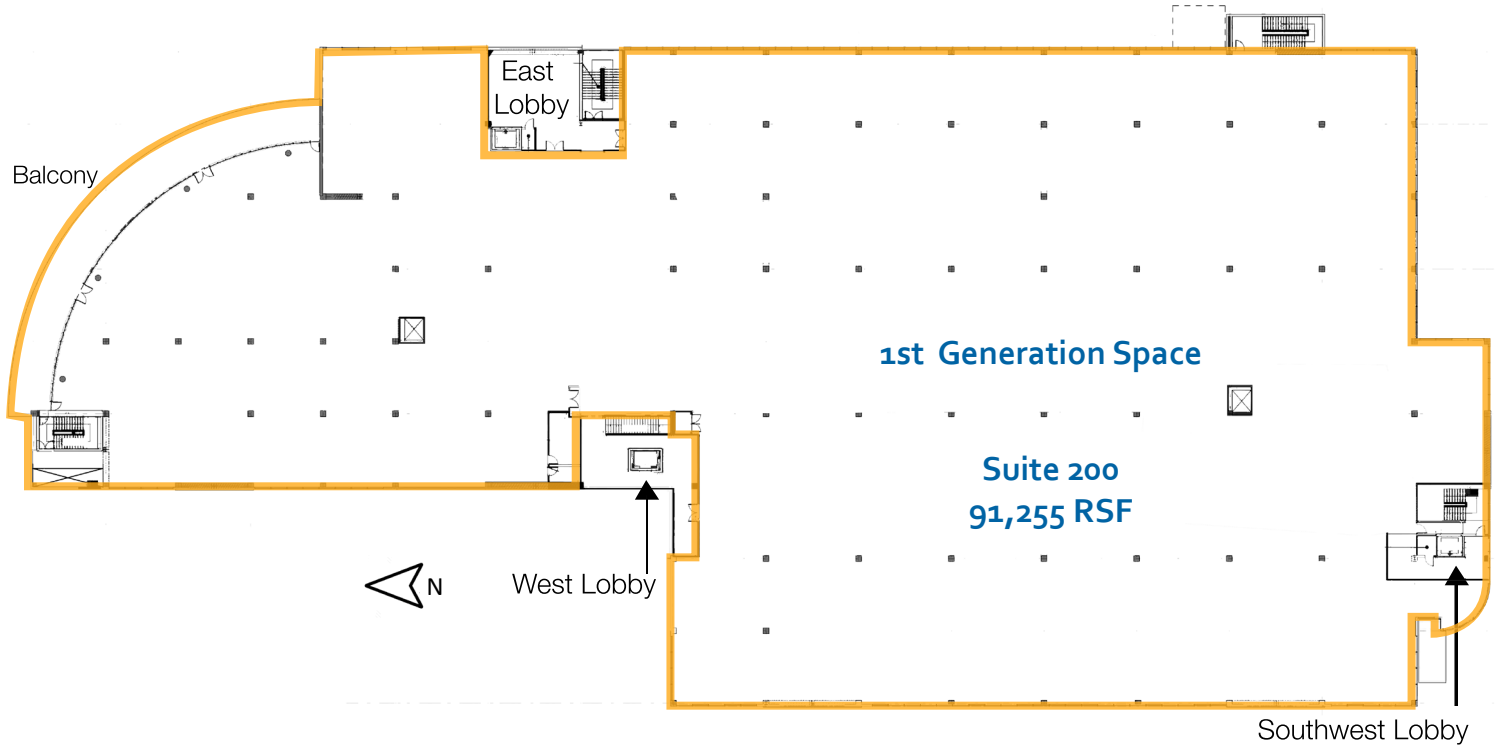 East
Lobby
Balcony
1st Generation Space
Suite 200
91,255 RSF
West Lobby
N
Southwest Lobby